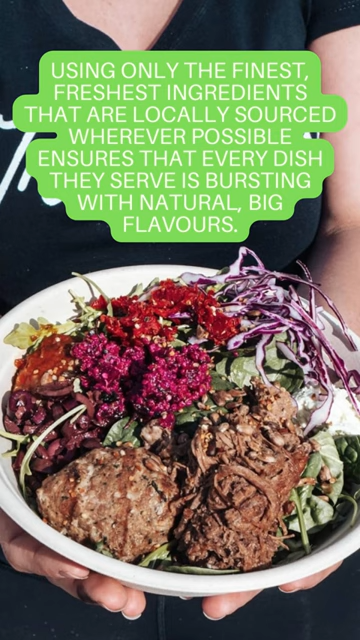 USING ONLY THE FINEST,
FRESHEST INGREDIENTS
THAT ARE LOCALLY SOURCED
WHEREVER POSSIBLE
ENSURES THAT EVERY DISH
THEY SERVE IS BURSTING
WITH NATURAL, BIG
FLAVOURS.